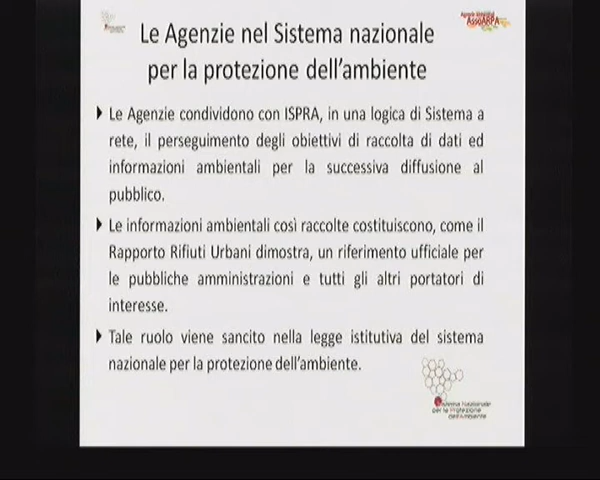 AssoARPA
Le Agenzie nel Sistema nazionale
per la protezione dell'ambiente
Le Agenzie condividono con ISPRA, in una logica di Sistema a
rete, il perseguimento degli obiettivi di raccolta di dati ed
informazioni ambientali per la successiva diffusione al
pubblico.
Le informazioni ambientali così raccolte costituiscono, come il
Rapporto Rifiuti Urbani dimostra, un riferimento ufficiale per
le pubbliche amministrazioni e tutti gli altri portatori di
interesse.
Tale ruolo viene sancito nella legge istitutiva del sistema
nazionale per la protezione dell'ambiente.
Sistema Nazionale
per la Protezione
dell'Ambiente